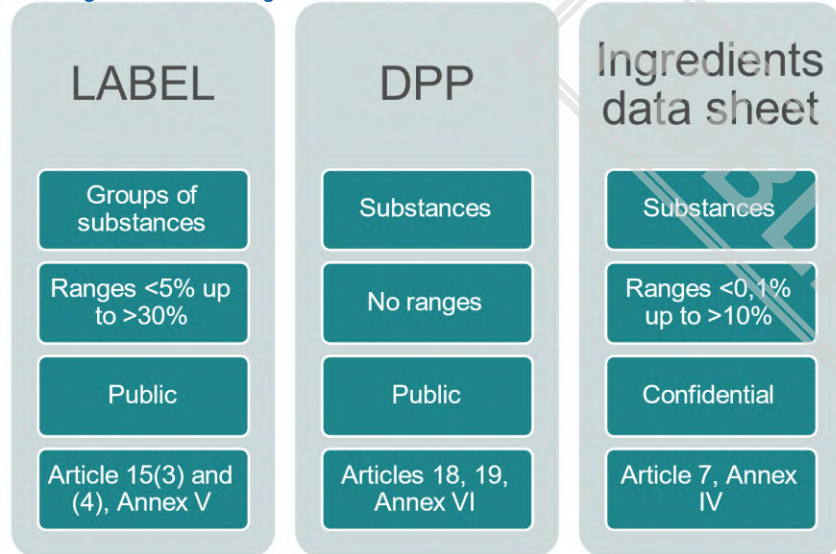 LABEL
Groups of
substances
Ranges <5% up
to >30%
Public
Article 15(3) and
(4), Annex V
DPP
Substances
No ranges
Public
Articles 18, 19,
Annex VI
Ingredients
data sheet
Substances
Ranges <0,1%
up to >10%
Confidential
Article 7, Annex
IV